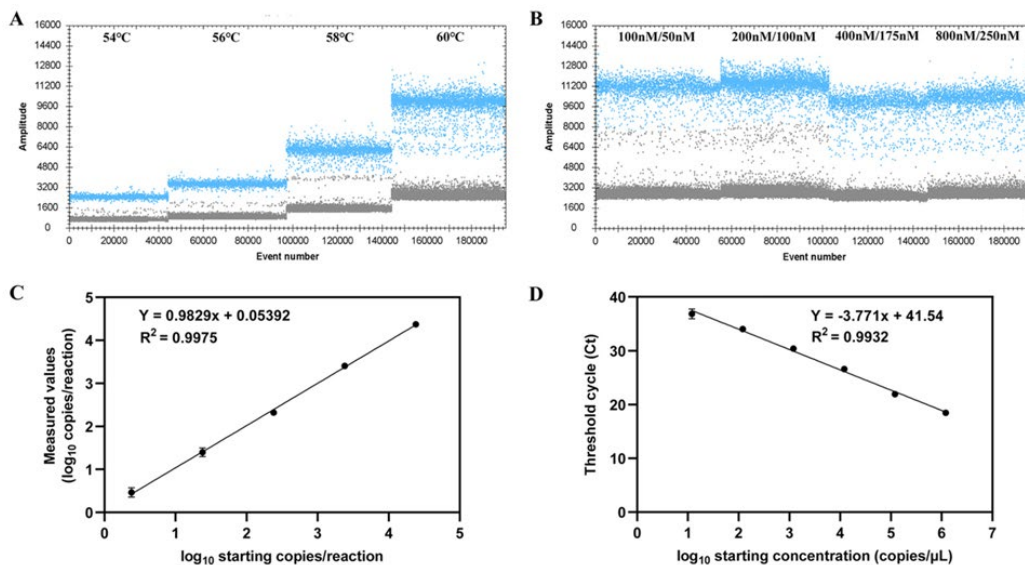 A
54°C 56°C 58°C 60°C
Amplitude
16000
14400
12800
11200
9600
8000
6400
4800
3200
1600
0
0 20000 40000 60000 80000 100000 120000 140000 160000 180000
Event number
B
100nM/50nM 200nM/100nM 400nM/175nM 800nM/250nM
Amplitude
16000
14400
12800
11200
9600
8000
6400
4800
3200
1600
0
0 20000 40000 60000 80000 100000 120000 140000 160000 180000
Event number
C
Y = 0.9829x + 0.05392
R² = 0.9975
Measured values
(log₁₀ copies/reaction)
5
4
3
2
1
0
0 1 2 3 4 5
log₁₀ starting copies/reaction
D
Y = -3.771x + 41.54
R² = 0.9932
Threshold cycle (Ct)
40
30
20
10
0
0 1 2 3 4 5 6 7
log₁₀ starting concentration (copies/µL)